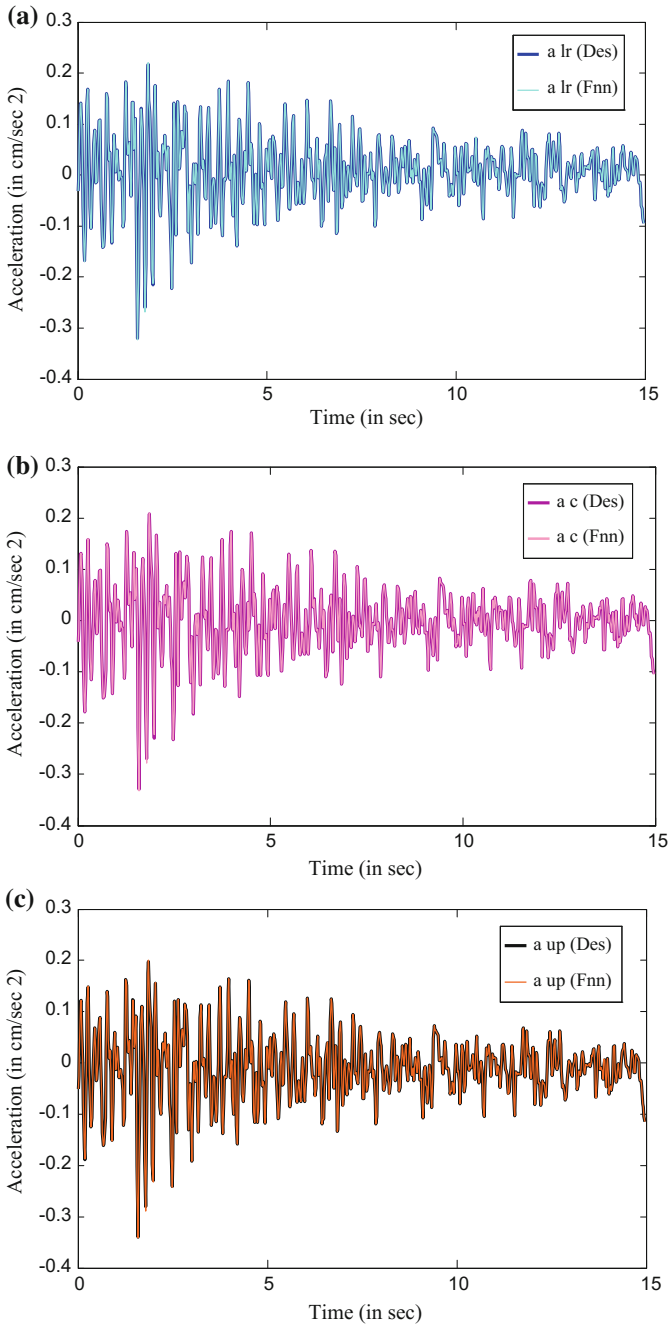 (a)
0.3
0.2
0.1
0
-0.1
-0.2
-0.3
-0.4
Acceleration (in cm/sec 2)
a lr (Des)
a lr (Fnn)
0 5 10 15
Time (in sec)
(b)
0.3
0.2
0.1
0
-0.1
-0.2
-0.3
-0.4
Acceleration (in cm/sec 2)
a c (Des)
a c (Fnn)
0 5 10 15
Time (in sec)
(c)
0.3
0.2
0.1
0
-0.1
-0.2
-0.3
-0.4
Acceleration (in cm/sec 2)
a up (Des)
a up (Fnn)
0 5 10 15
Time (in sec)